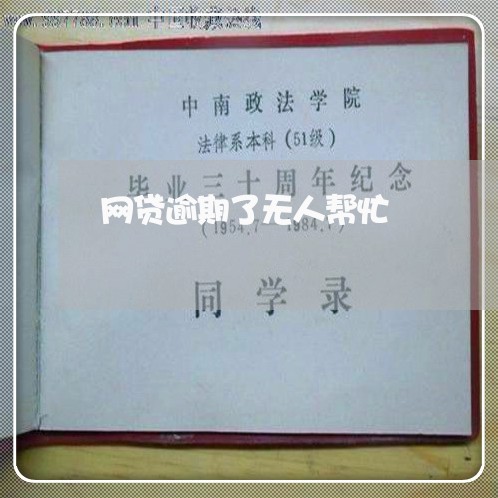 中南政法学院
法律系本科(51级)
毕业三十周年纪念
网贷逾期了无人帮忙
(1954.7—1984.7)
同学录